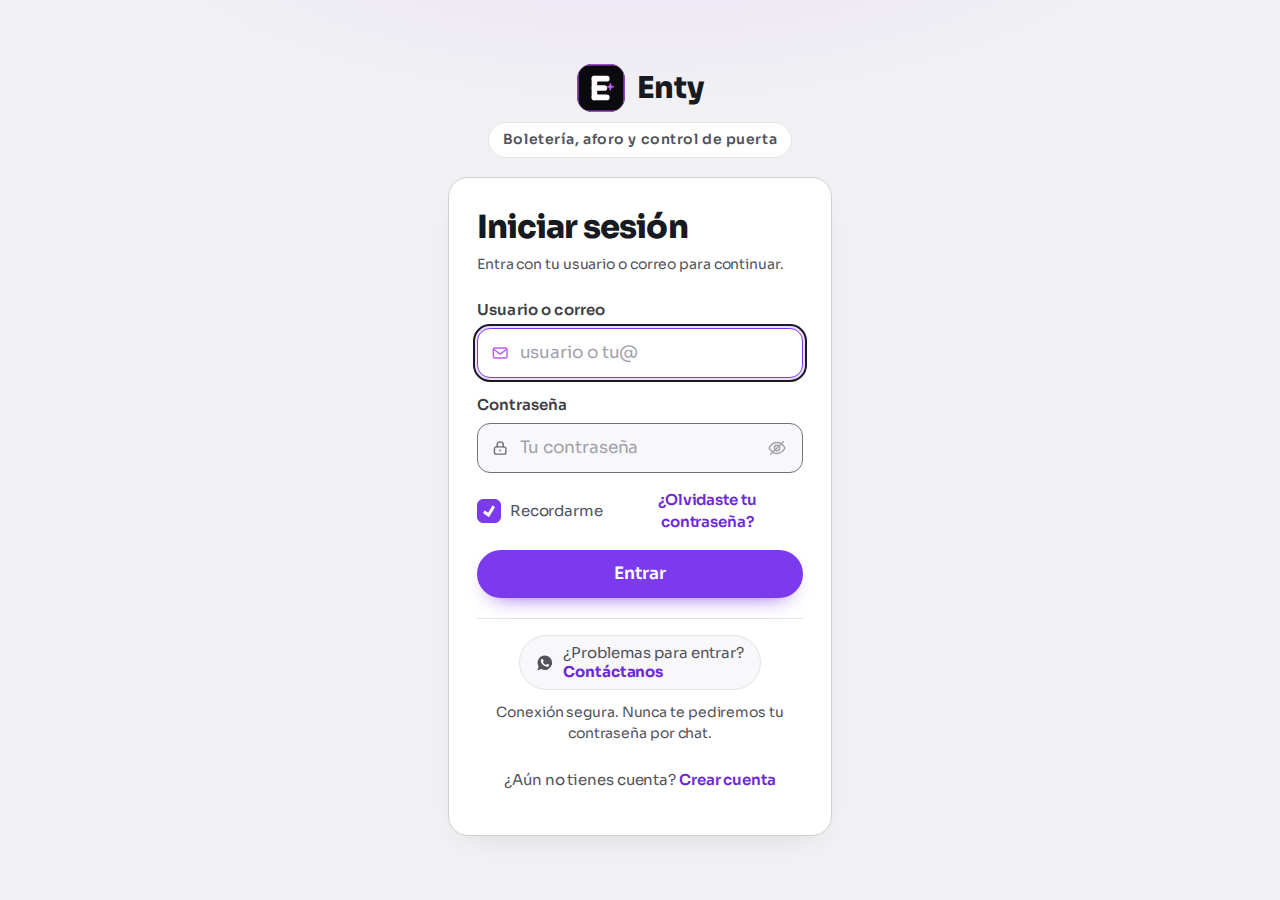 Enty
Boletería, aforo y control de puerta
Iniciar sesión
Entra con tu usuario o correo para continuar.
Usuario o correo
usuario o tu@
Contraseña
Tu contraseña
Recordarme
¿Olvidaste tu
contraseña?
Entrar
¿Problemas para entrar?
Contáctanos
Conexión segura. Nunca te pediremos tu
contraseña por chat.
¿Aún no tienes cuenta? Crear cuenta